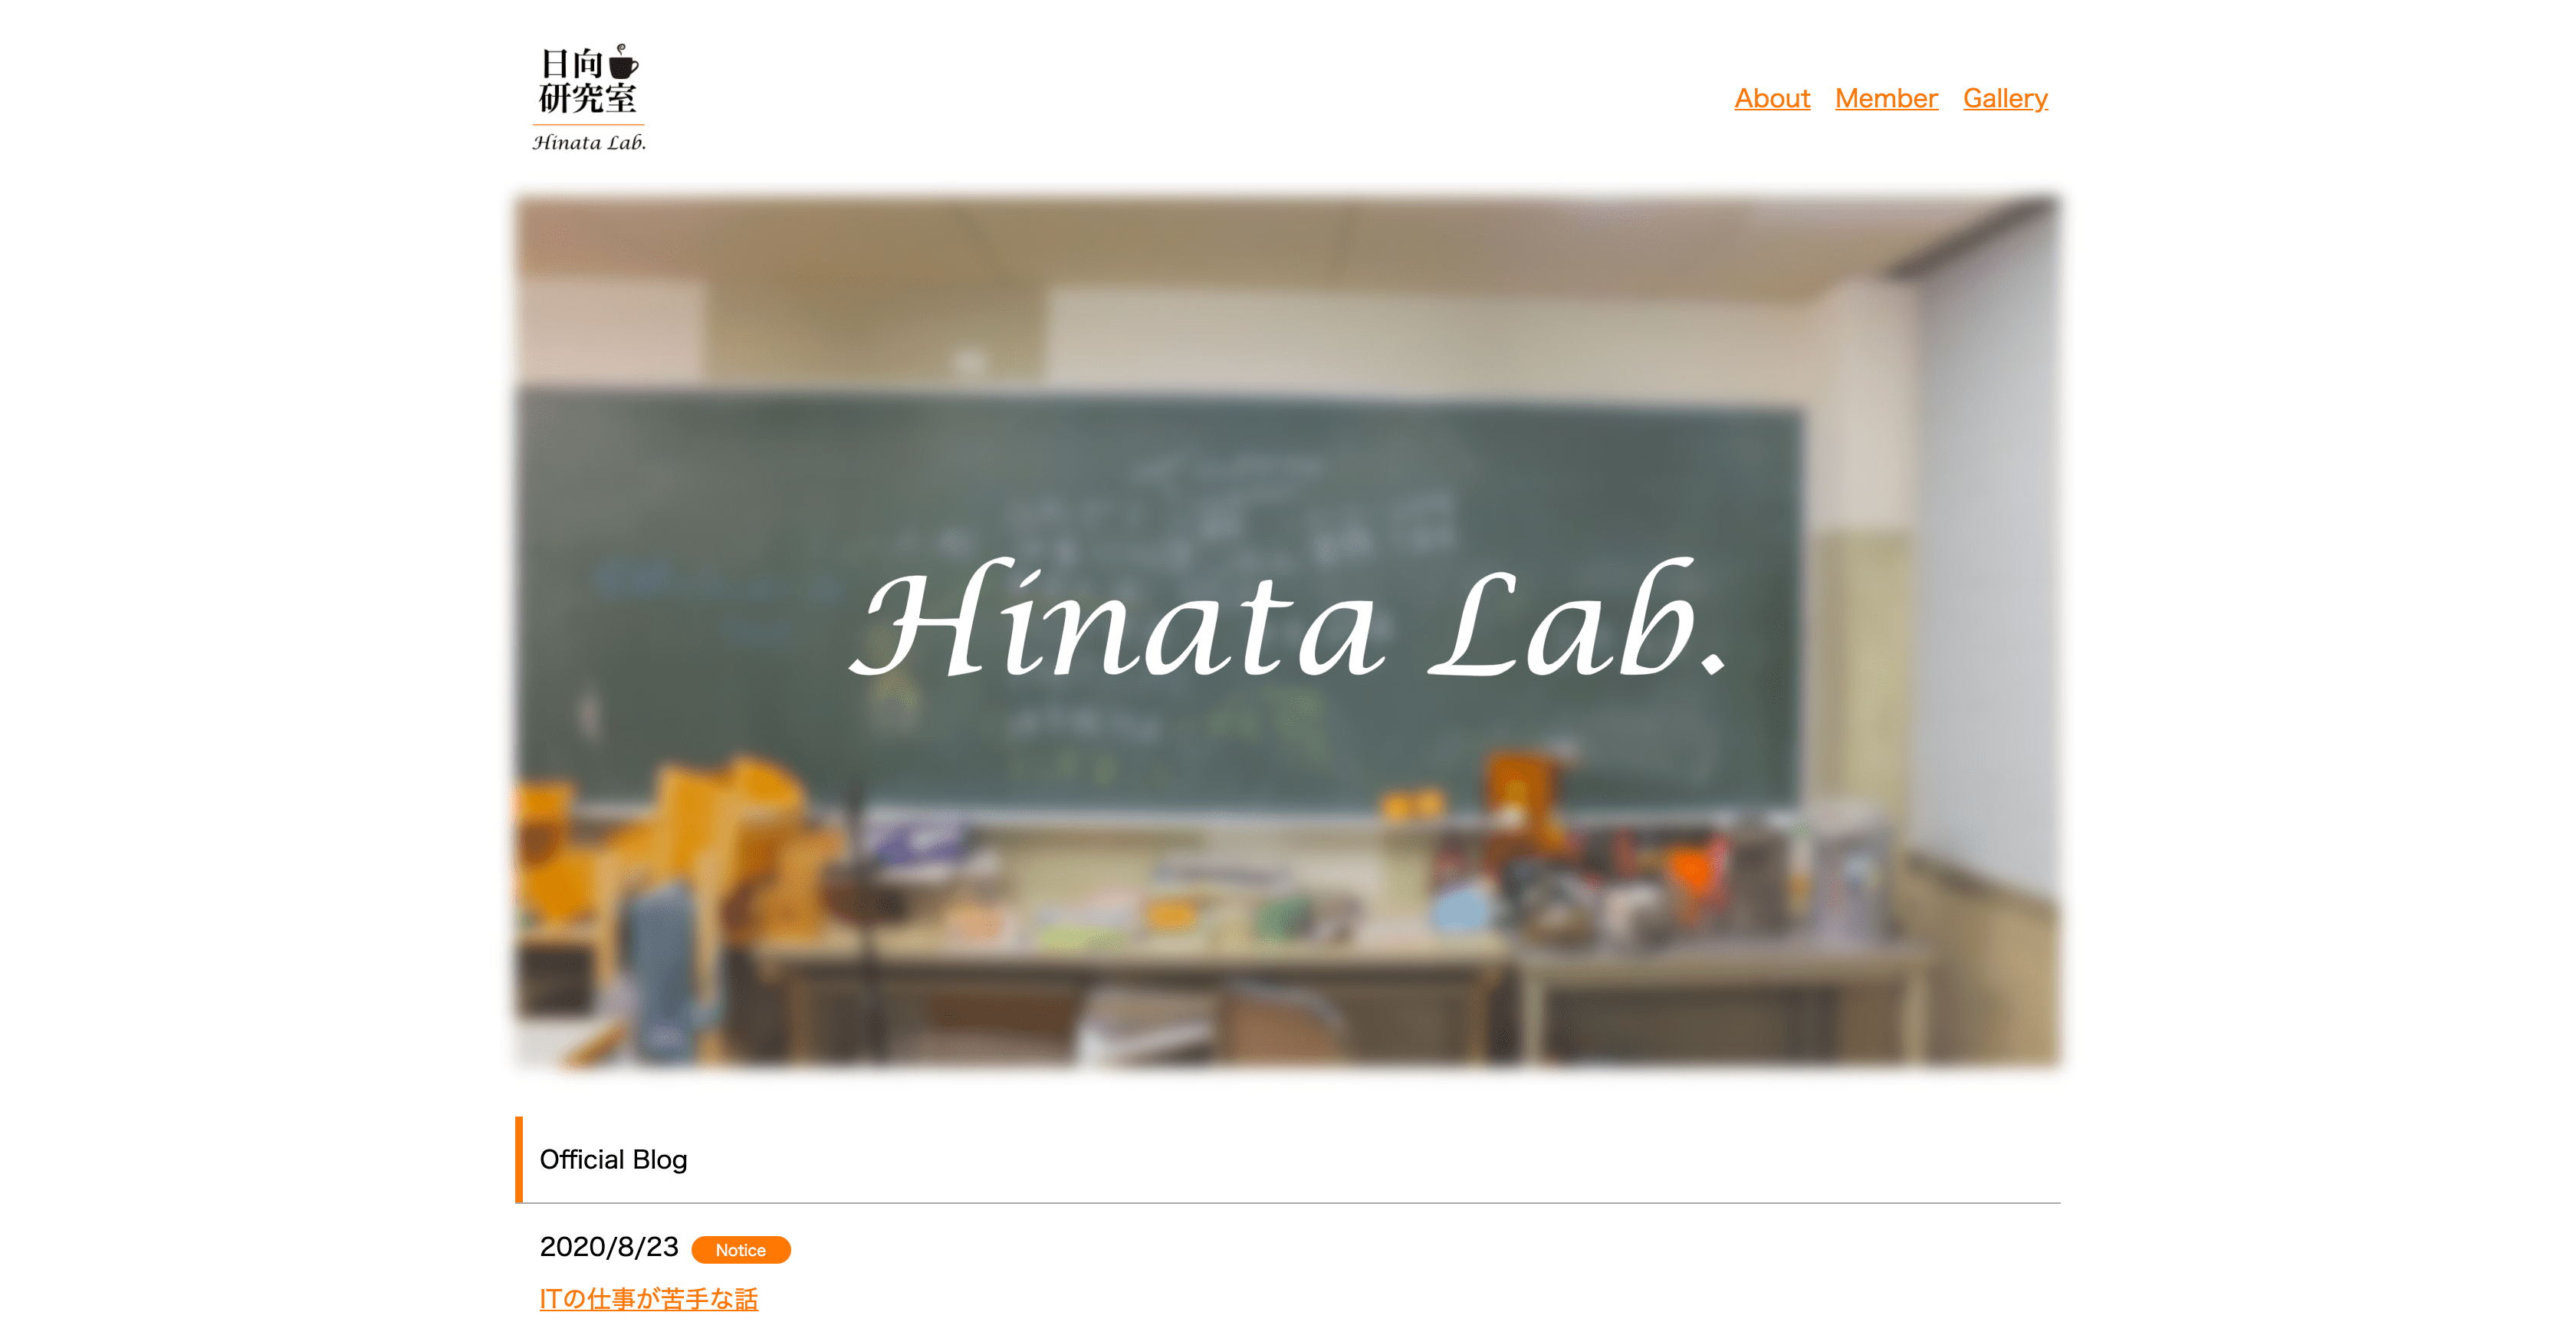 日向
研究室
Hinata Lab.
About Member Gallery
Hinata Lab.
Official Blog
2020/8/23 Notice
ITの仕事が苦手な話